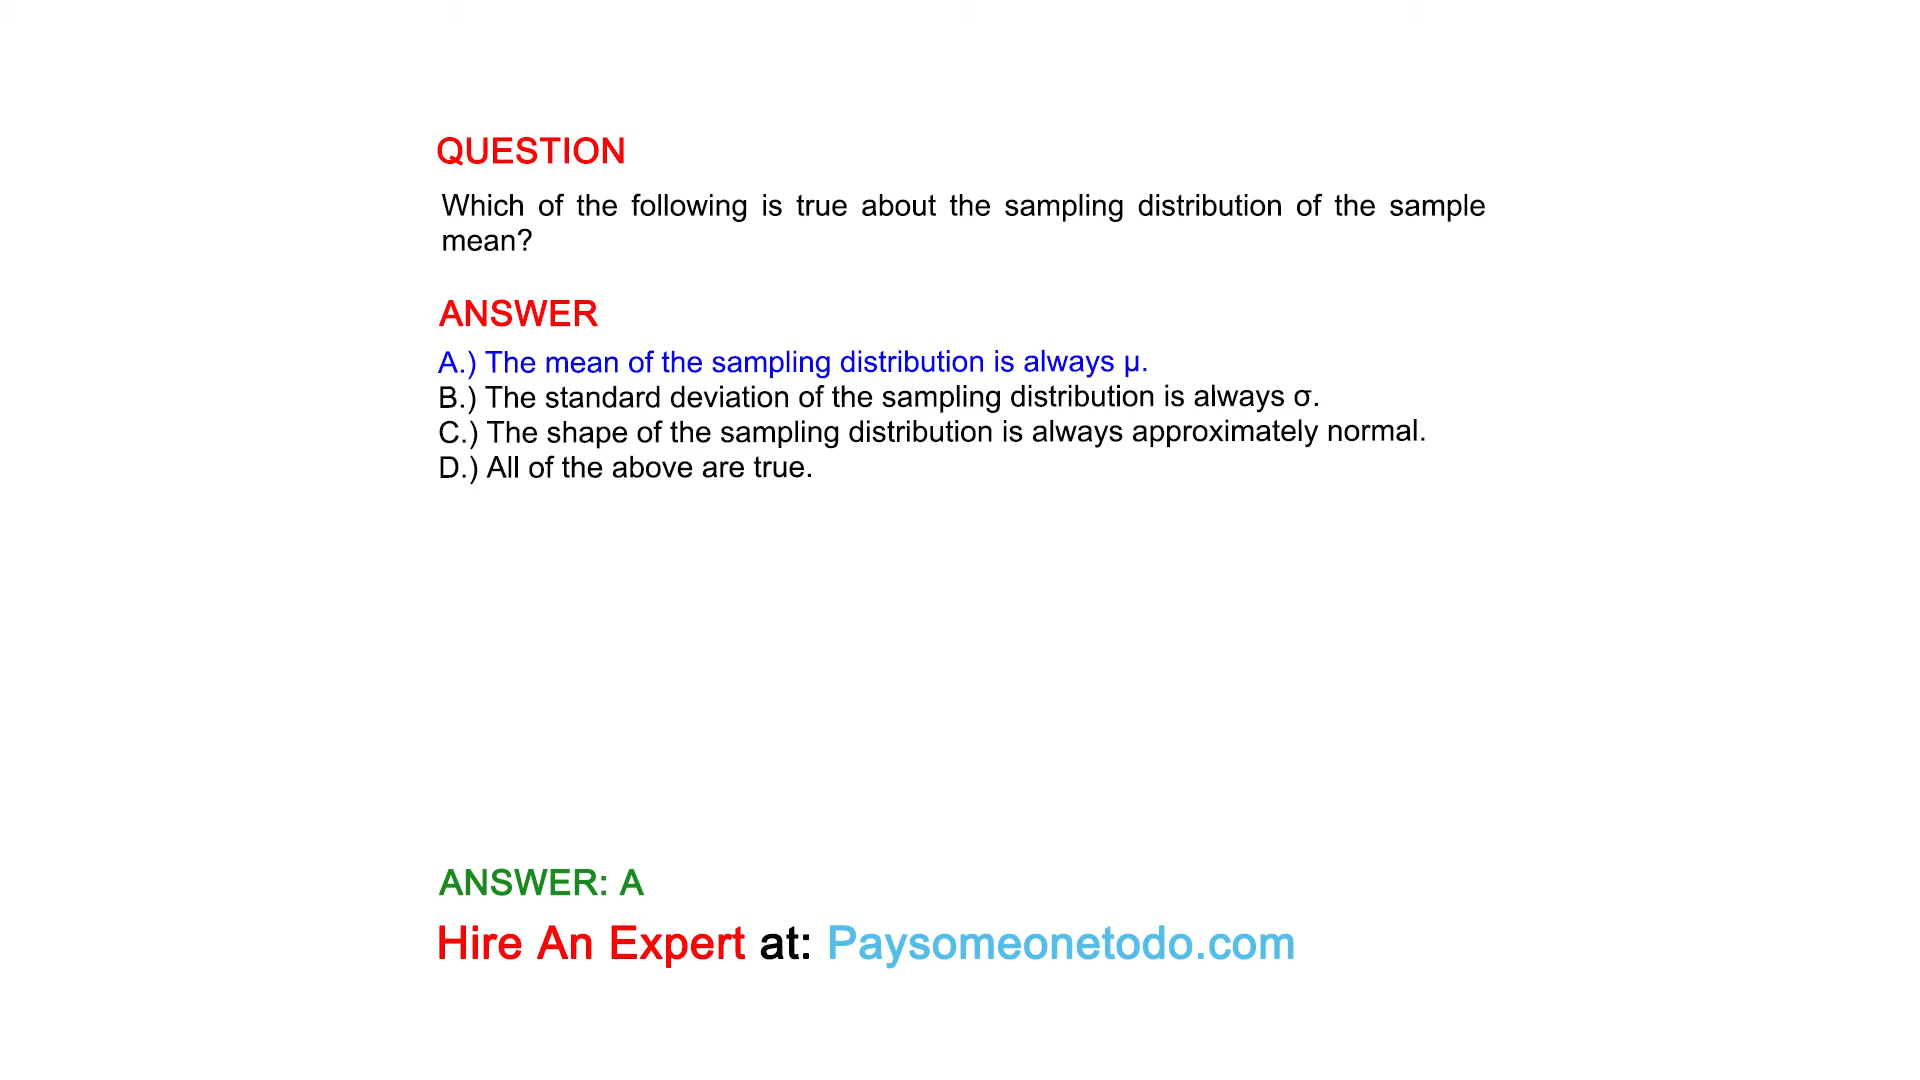 QUESTION
Which of the following is true about the sampling distribution of the sample
mean?
ANSWER
A.) The mean of the sampling distribution is always μ.
B.) The standard deviation of the sampling distribution is always σ.
C.) The shape of the sampling distribution is always approximately normal.
D.) All of the above are true.
ANSWER: A
Hire An Expert at: Paysomeonetodo.com